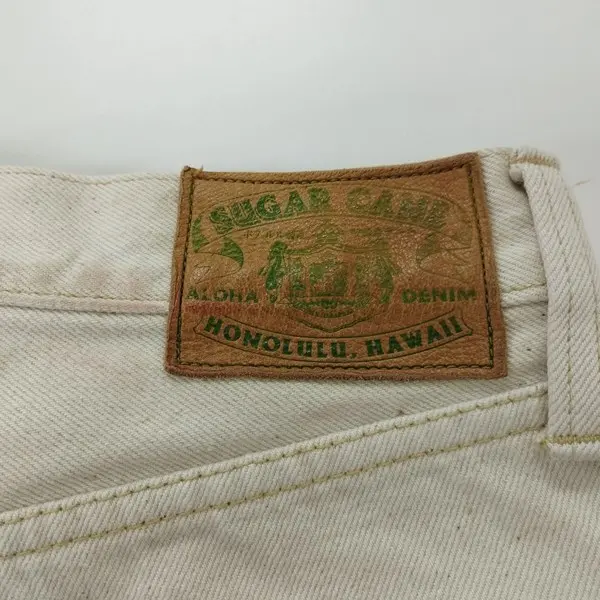 SUGAR CANE
ALOHA DENIM
HONOLULU, HAWAII